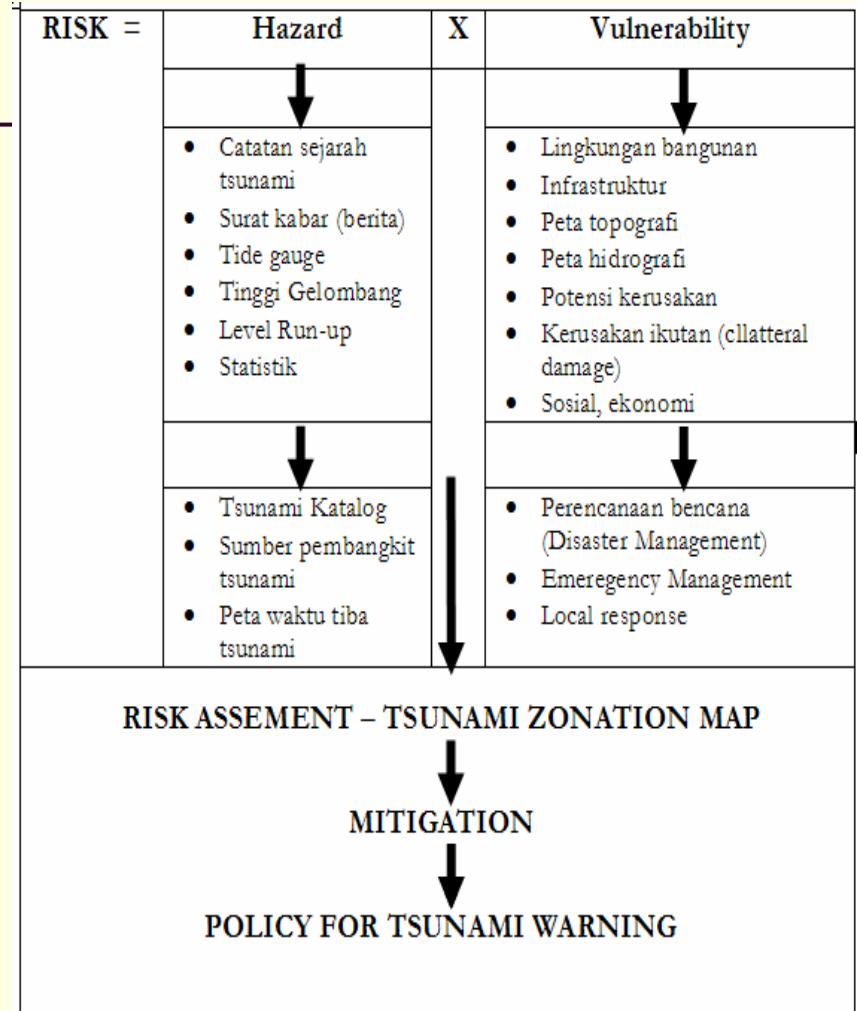 RISK =
Hazard
X
Vulnerability
• Catatan sejarah
tsunami
• Surat kabar (berita)
• Tide gauge
• Tinggi Gelombang
• Level Run-up
• Statistik
• Lingkungan bangunan
• Infrastruktur
• Peta topografi
• Peta hidrografi
• Potensi kerusakan
• Kerusakan ikutan (cllatteral
damage)
• Sosial, ekonomi
• Tsunami Katalog
• Sumber pembangkit
tsunami
• Peta waktu tiba
tsunami
• Perencanaan bencana
(Disaster Management)
• Emeregency Management
• Local response
RISK ASSEMENT – TSUNAMI ZONATION MAP
MITIGATION
POLICY FOR TSUNAMI WARNING